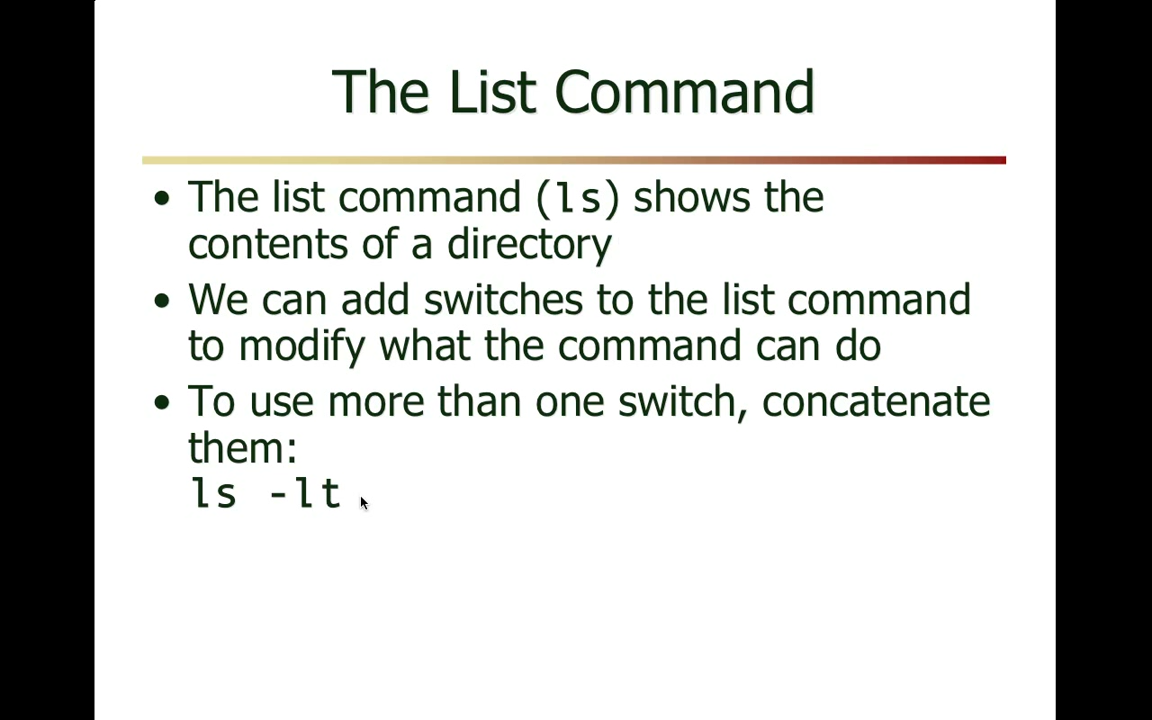 The List Command
• The list command (ls) shows the
contents of a directory
• We can add switches to the list command
to modify what the command can do
• To use more than one switch, concatenate
them:
ls -lt